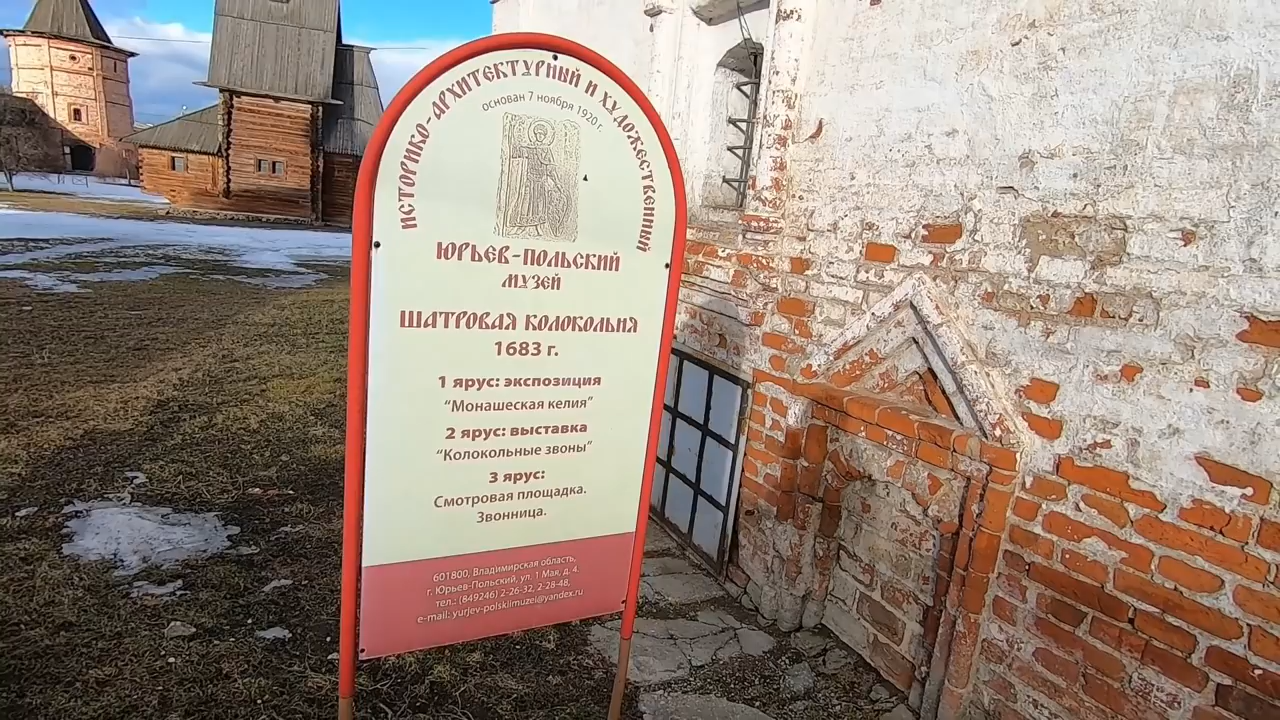 ИСТОРИКО-АРХИТЕКТУРНЫЙ И ХУДОЖЕСТВЕННЫЙ
основан 7 ноября 1920 г.
ЮРЬЕВ-ПОЛЬСКИЙ
МУЗЕЙ
ШАТРОВАЯ КОЛОКОЛЬНЯ
1683 г.
1 ярус: экспозиция
“Монашеская келия”
2 ярус: выставка
“Колокольные звоны”
3 ярус:
Смотровая площадка.
Звонница.
601800, Владимирская область,
г. Юрьев-Польский, ул. 1 Мая, д. 4.
тел.: (849246) 2-26-32, 2-28-48,
e-mail: yurjev-polskiimuzei@yandex.ru